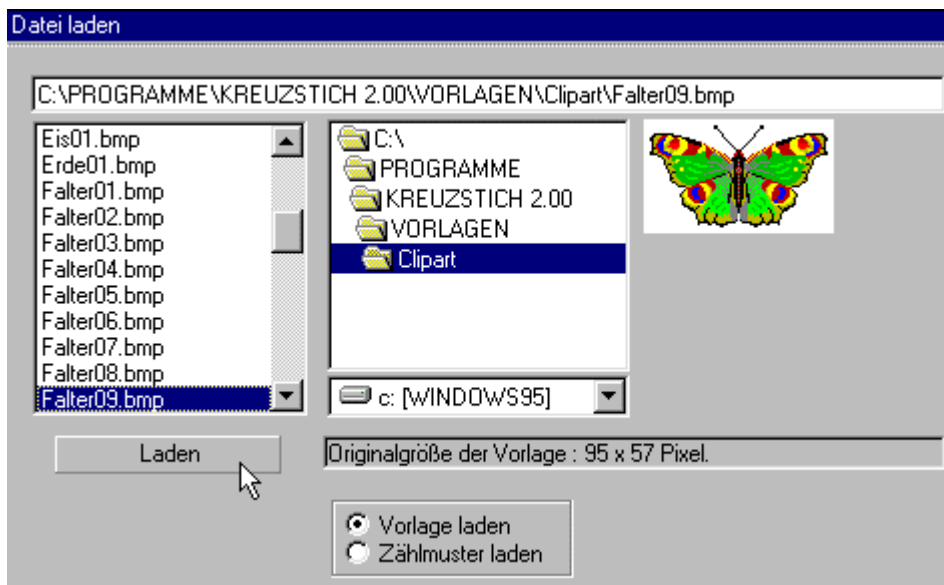 Datei laden
C:\PROGRAMME\KREUZSTICH 2.00\VORLAGEN\Clipart\Falter09.bmp
Eis01.bmp
Erde01.bmp
Falter01.bmp
Falter02.bmp
Falter03.bmp
Falter04.bmp
Falter05.bmp
Falter06.bmp
Falter07.bmp
Falter08.bmp
Falter09.bmp
C:\
PROGRAMME
KREUZSTICH 2.00
VORLAGEN
Clipart
c: [WINDOWS95]
Laden
Originalgröße der Vorlage : 95 x 57 Pixel.
Vorlage laden
Zählmuster laden